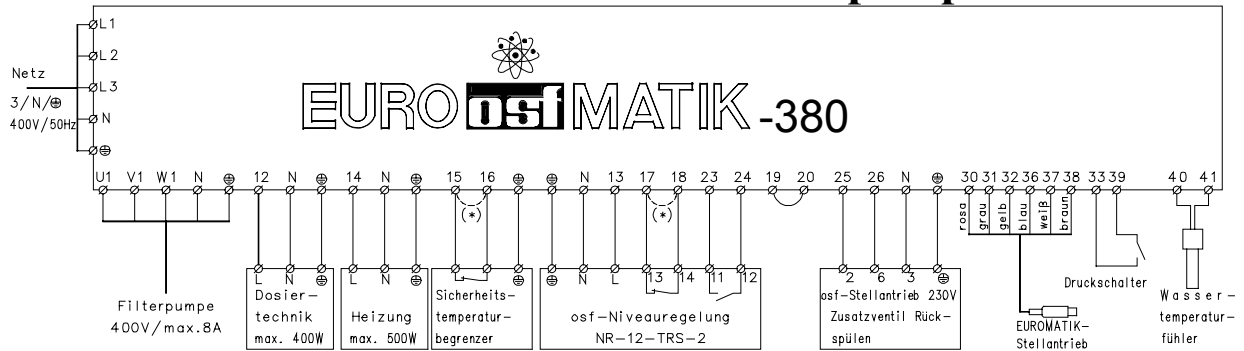 L1
L2
L3
N
Netz
3/N/
400V/50Hz
EURO osf MATIK -380
U1 V1 W1 N 12 N 14 N 15 16 N 13 17 18 23 24 19 20 25 26 N 30 31 32 36 37 38 33 39 40 41
(*) (*)
rosa
grau
gelb
blau
weiß
braun
L N L N N L 13 14 11 12 2 6 3
Filterpumpe
400V/max.8A
Dosier-
technik
max. 400W
Heizung
max. 500W
Sicherheits-
temperatur-
begrenzer
osf-Niveauregelung
NR-12-TRS-2
osf-Stellantrieb 230V
Zusatzventil Rück-
spülen
EUROMATIK-
Stellantrieb
Druckschalter
Wasser-
temperatur-
fühler